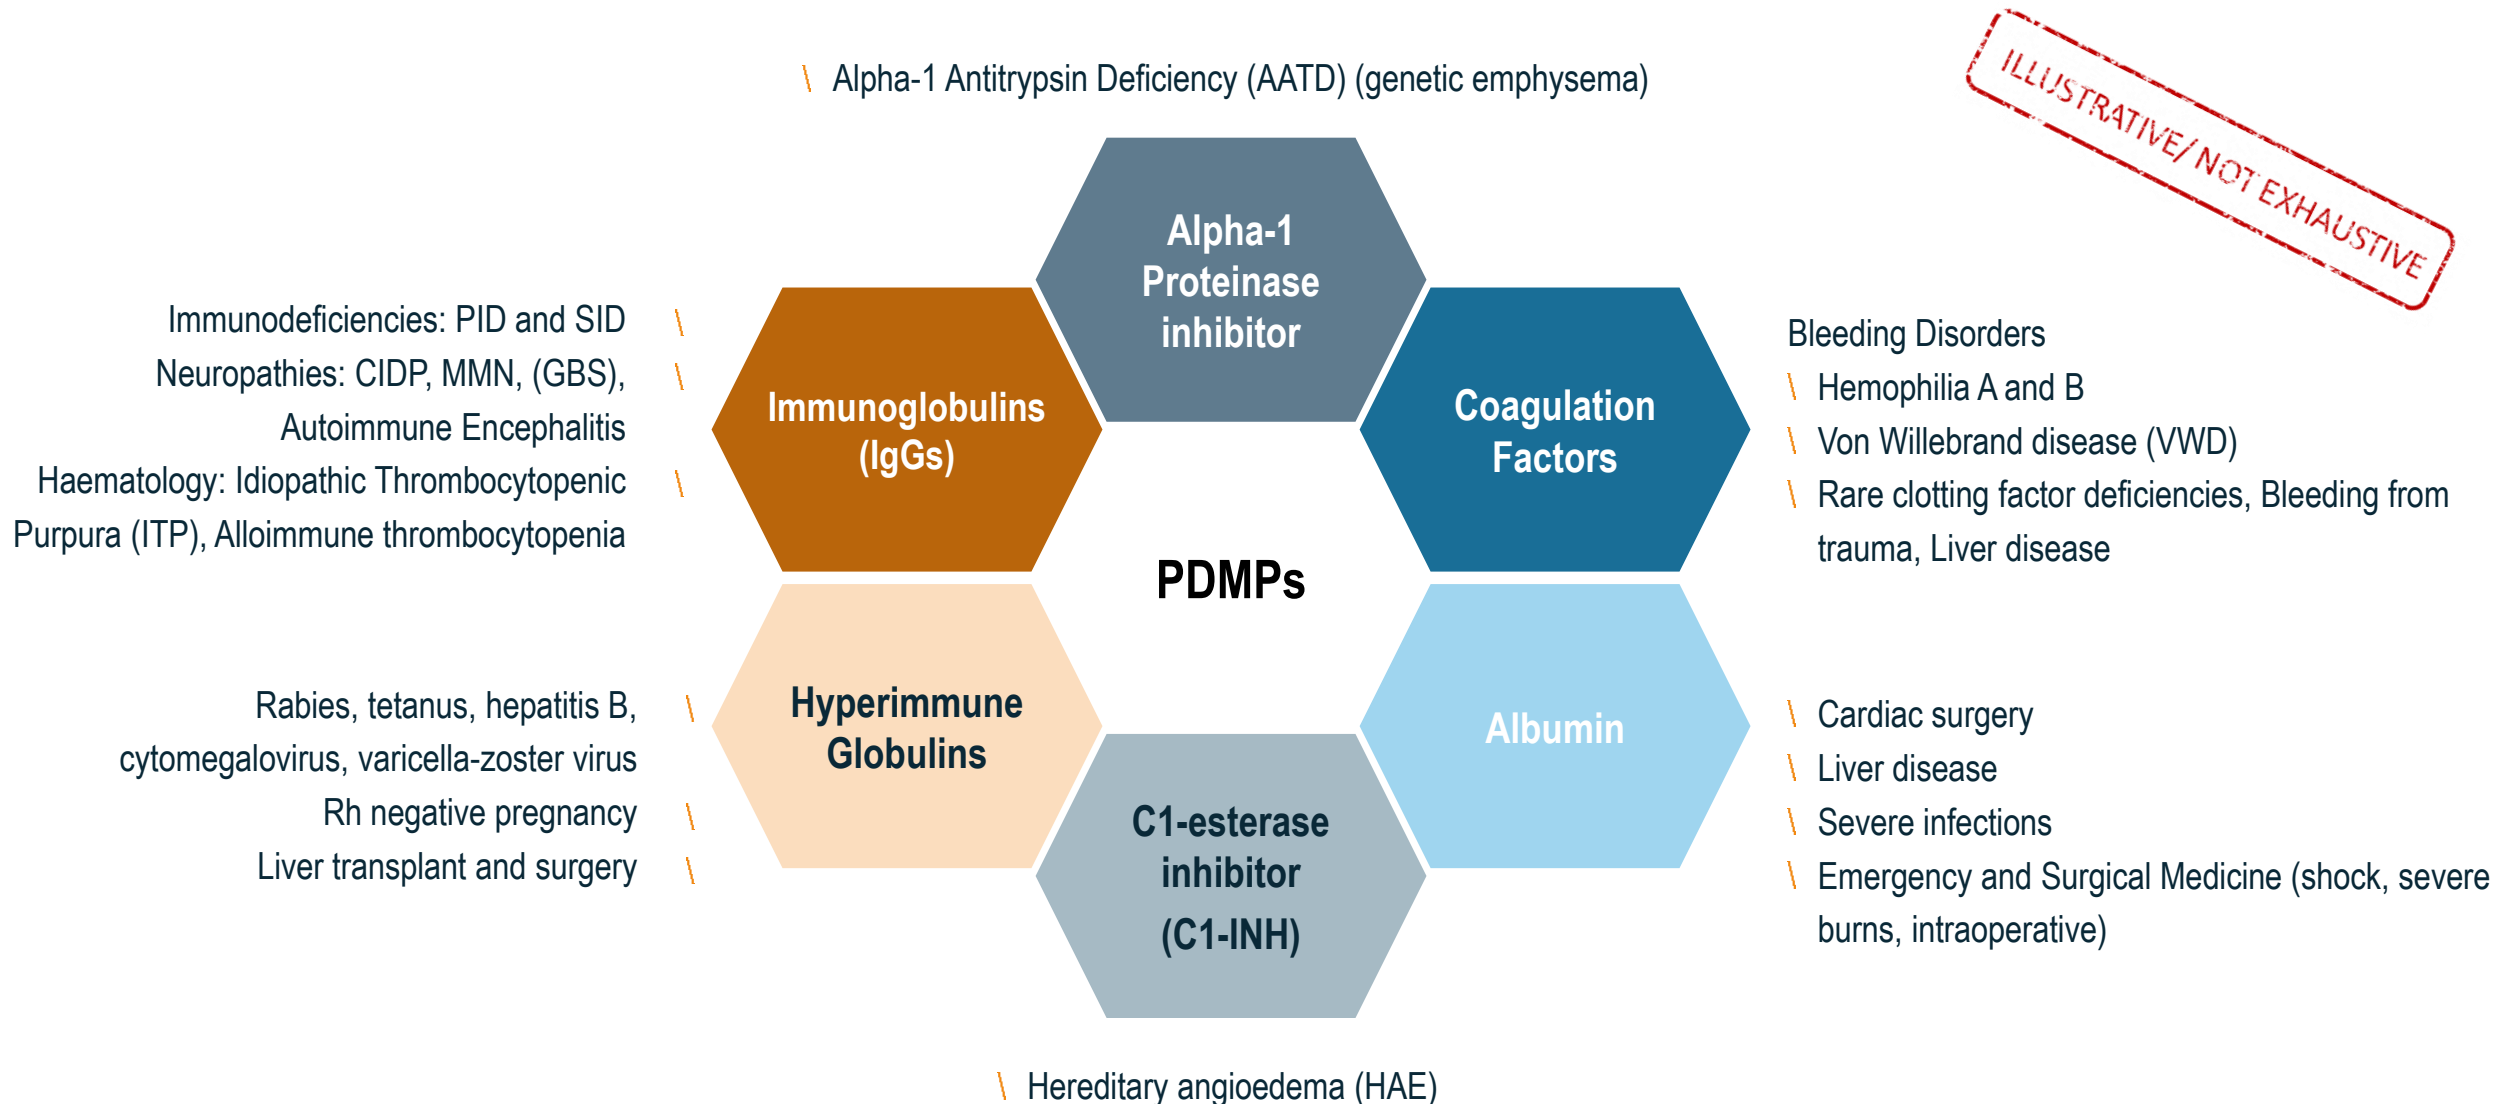 \ Alpha-1 Antitrypsin Deficiency (AATD) (genetic emphysema)
ILLUSTRATIVE/ NOT EXHAUSTIVE
Alpha-1
Proteinase
inhibitor
Immunodeficiencies: PID and SID \
Neuropathies: CIDP, MMN, (GBS), \
Autoimmune Encephalitis
Haematology: Idiopathic Thrombocytopenic \
Purpura (ITP), Alloimmune thrombocytopenia
Immunoglobulins
(IgGs)
Coagulation
Factors
Bleeding Disorders
\ Hemophilia A and B
\ Von Willebrand disease (VWD)
\ Rare clotting factor deficiencies, Bleeding from
trauma, Liver disease
PDMPs
Rabies, tetanus, hepatitis B, \
cytomegalovirus, varicella-zoster virus
Rh negative pregnancy \
Liver transplant and surgery \
Hyperimmune
Globulins
Albumin
\ Cardiac surgery
\ Liver disease
\ Severe infections
\ Emergency and Surgical Medicine (shock, severe
burns, intraoperative)
C1-esterase
inhibitor
(C1-INH)
\ Hereditary angioedema (HAE)